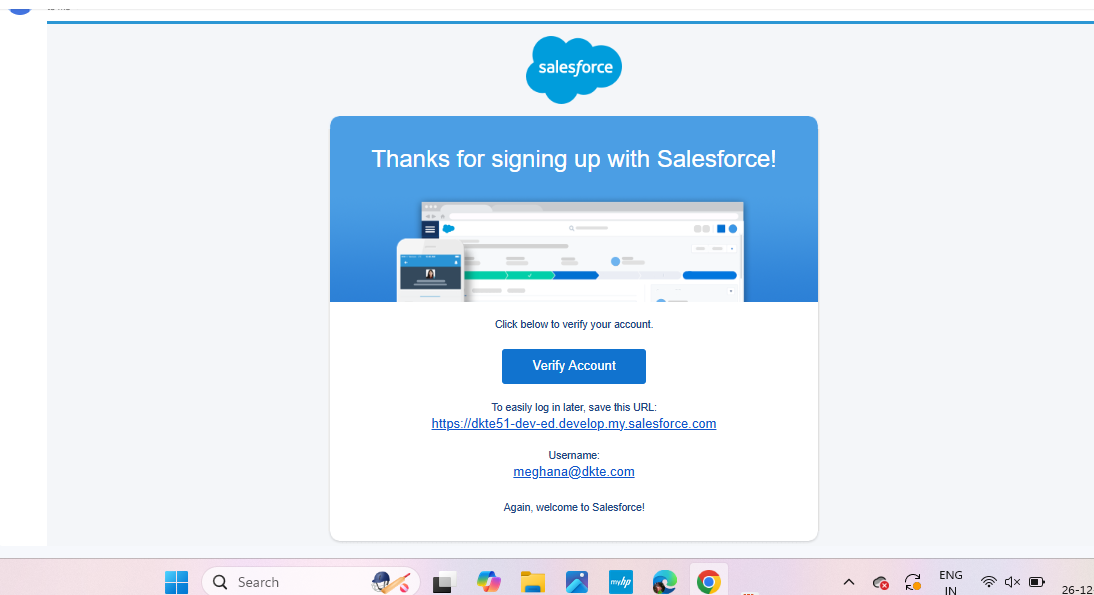 salesforce
Thanks for signing up with Salesforce!
Click below to verify your account.
Verify Account
To easily log in later, save this URL:
https://dkte51-dev-ed.develop.my.salesforce.com
Username:
meghana@dkte.com
Again, welcome to Salesforce!
Search
myhp
ENG
IN
26-12